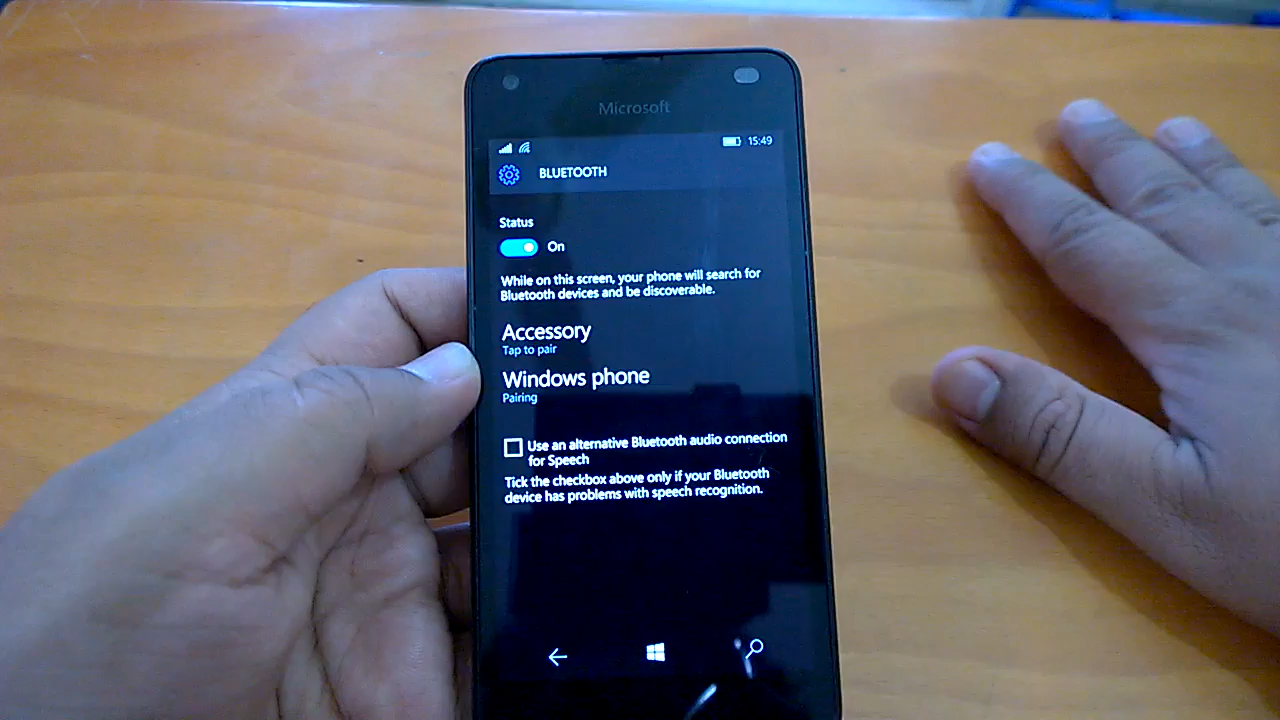 Microsoft
15:49
BLUETOOTH
Status
On
While on this screen, your phone will search for
Bluetooth devices and be discoverable.
Accessory
Tap to pair
Windows phone
Pairing
Use an alternative Bluetooth audio connection
for Speech
Tick the checkbox above only if your Bluetooth
device has problems with speech recognition.